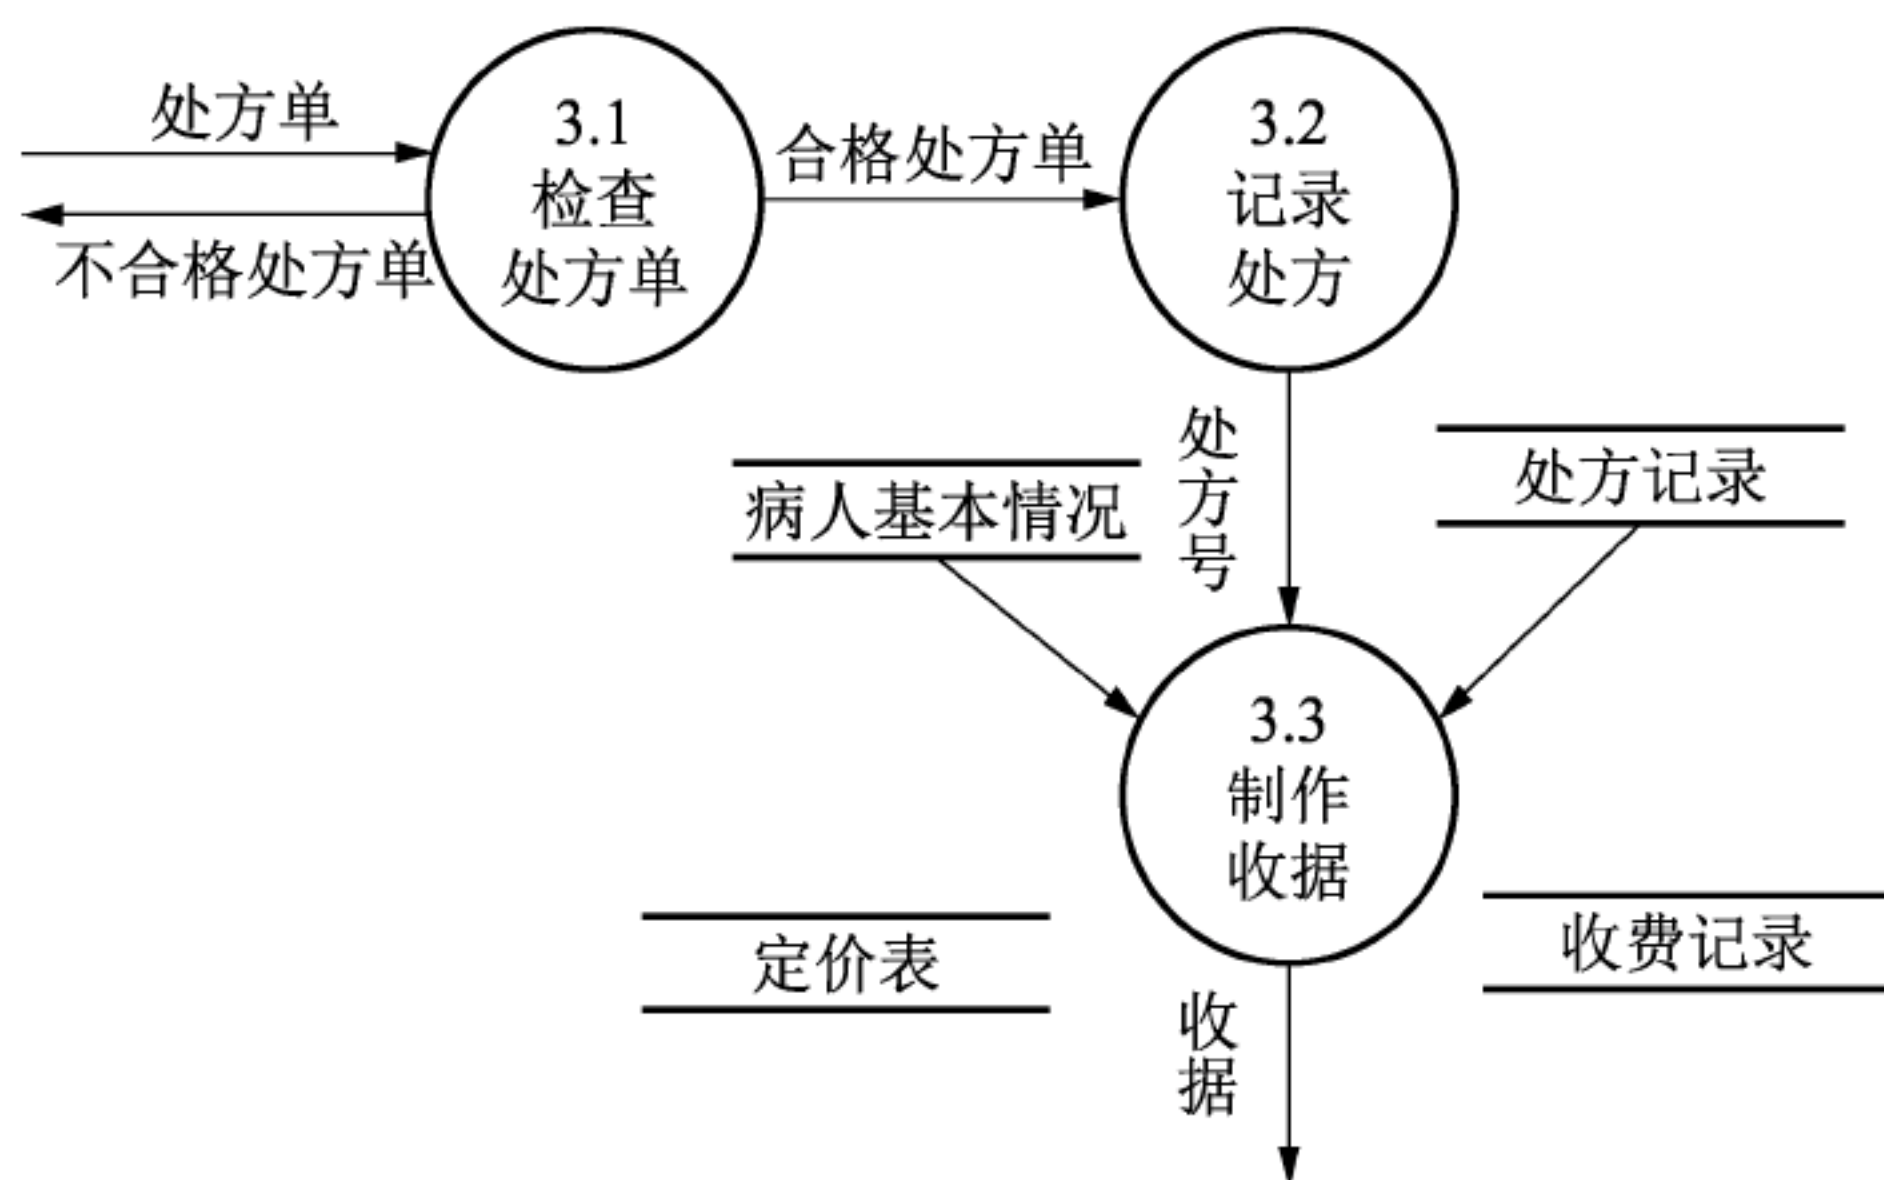 处方单
不合格处方单
3.1
检查
处方单
合格处方单
3.2
记录
处方
处方号
病人基本情况
处方记录
3.3
制作
收据
定价表
收费记录
收据